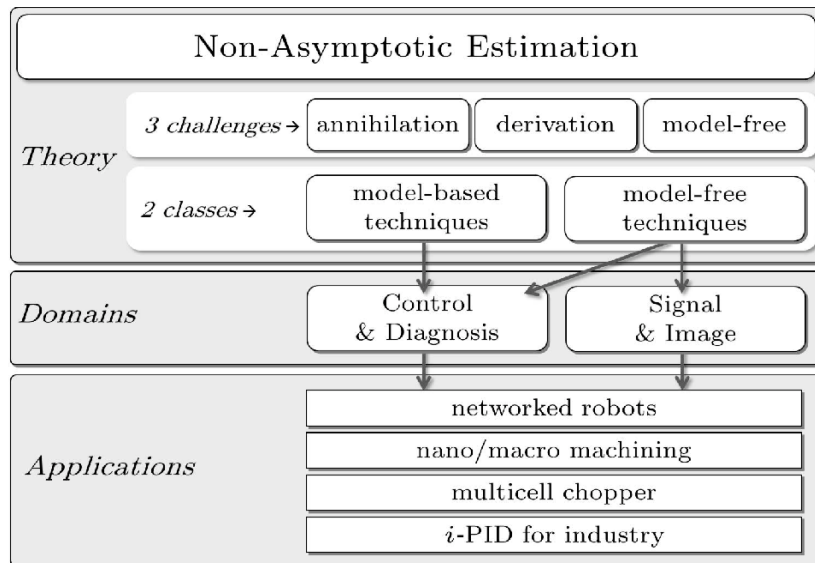 Non-Asymptotic Estimation
Theory
3 challenges →
annihilation
derivation
model-free
2 classes →
model-based
techniques
model-free
techniques
Domains
Control
& Diagnosis
Signal
& Image
Applications
networked robots
nano/macro machining
multicell chopper
i-PID for industry